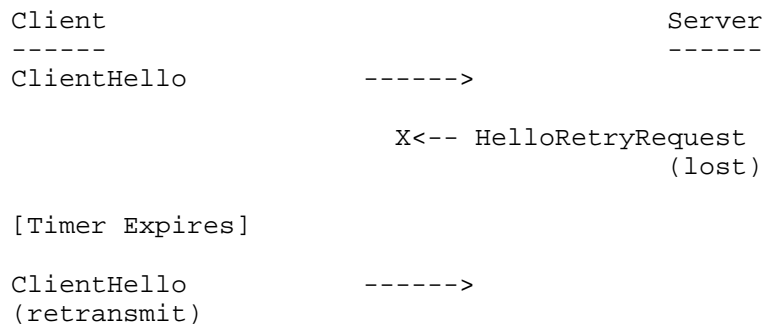 Client                                   Server
------                                   ------
ClientHello           ------>
X<-- HelloRetryRequest
(lost)
[Timer Expires]
ClientHello           ------>
(retransmit)